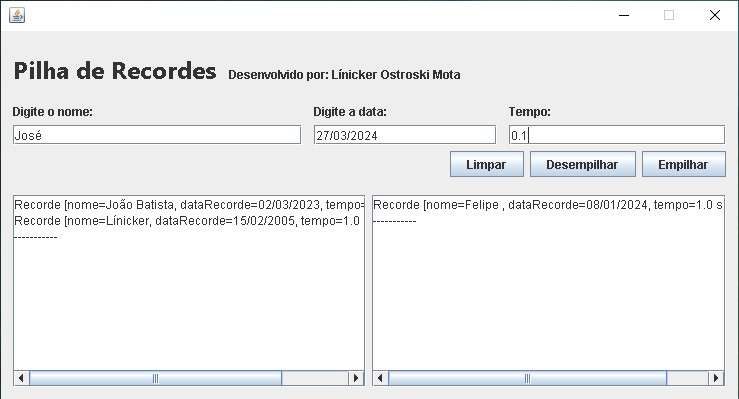 Pilha de Recordes Desenvolvido por: Línicker Ostroski Mota
Digite o nome: Digite a data: Tempo:
José 27/03/2024 0.1
Limpar Desempilhar Empilhar
Recorde [nome=João Batista, dataRecorde=02/03/2023, tempo=
Recorde [nome=Línicker, dataRecorde=15/02/2005, tempo=1.0
-----------
Recorde [nome=Felipe , dataRecorde=08/01/2024, tempo=1.0 s
-----------